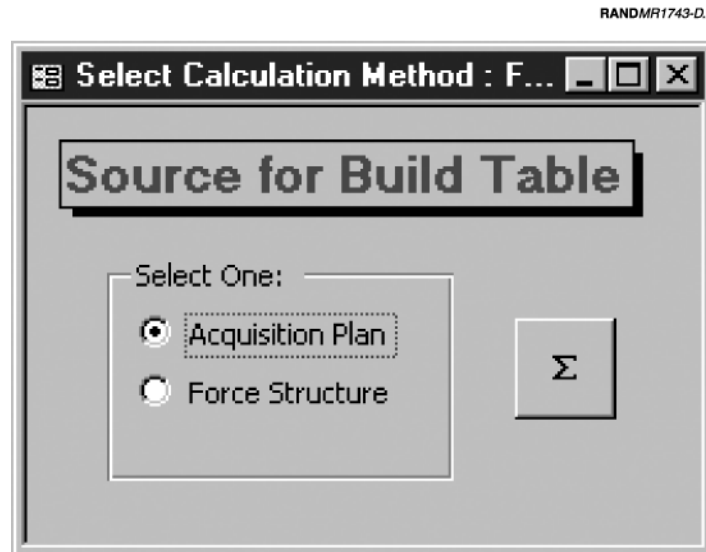 RANDMR1743-D.
Select Calculation Method : F...
Source for Build Table
Select One:
Acquisition Plan
Force Structure
Σ